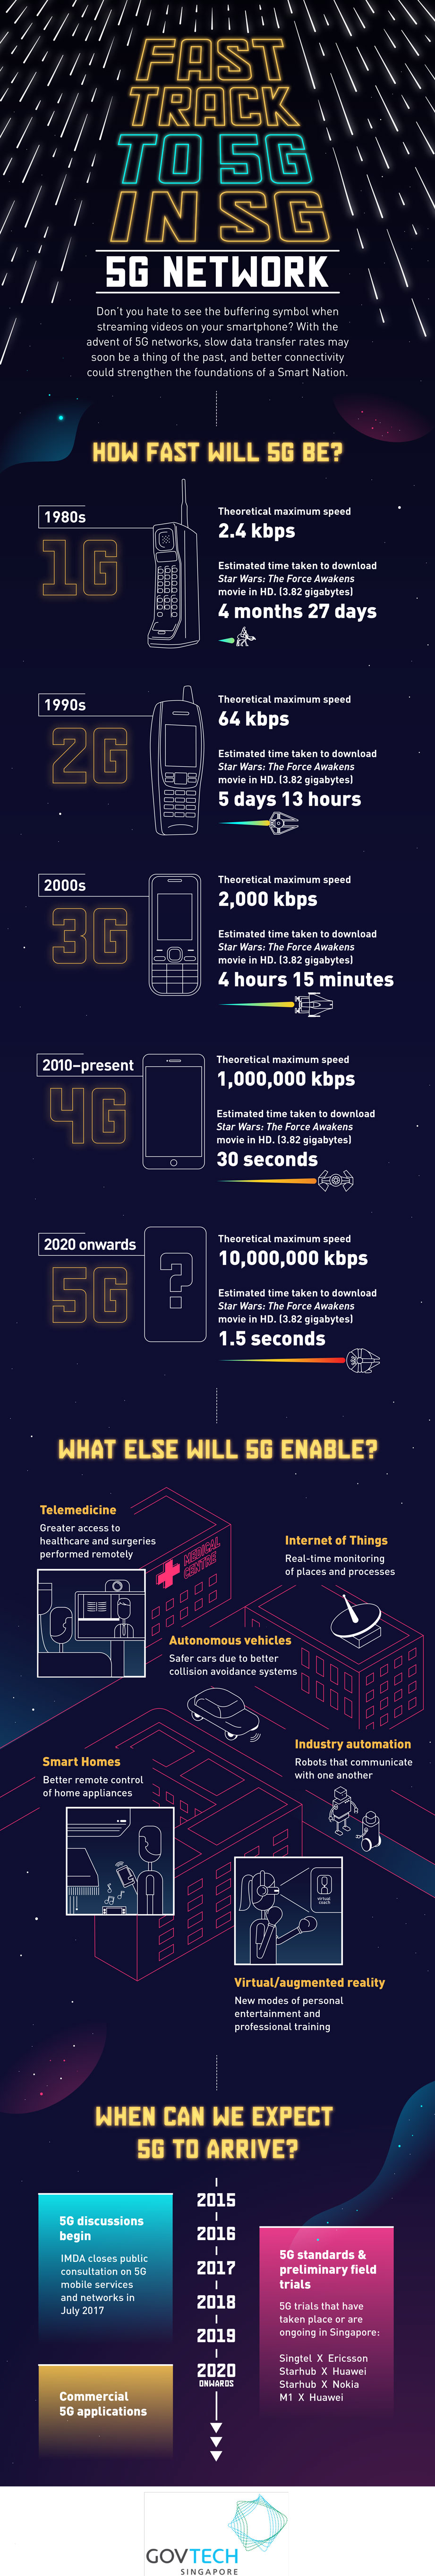 FAST
TRACK
TO 5G
IN SG
5G NETWORK
Don't you hate to see the buffering symbol when
streaming videos on your smartphone? With the
advent of 5G networks, slow data transfer rates may
soon be a thing of the past, and better connectivity
could strengthen the foundations of a Smart Nation.
HOW FAST WILL 5G BE?
1980s
1G
Theoretical maximum speed
2.4 kbps
Estimated time taken to download
Star Wars: The Force Awakens
movie in HD. (3.82 gigabytes)
4 months 27 days
1990s
2G
Theoretical maximum speed
64 kbps
Estimated time taken to download
Star Wars: The Force Awakens
movie in HD. (3.82 gigabytes)
5 days 13 hours
2000s
3G
Theoretical maximum speed
2,000 kbps
Estimated time taken to download
Star Wars: The Force Awakens
movie in HD. (3.82 gigabytes)
4 hours 15 minutes
2010–present
4G
Theoretical maximum speed
1,000,000 kbps
Estimated time taken to download
Star Wars: The Force Awakens
movie in HD. (3.82 gigabytes)
30 seconds
2020 onwards
5G
?
Theoretical maximum speed
10,000,000 kbps
Estimated time taken to download
Star Wars: The Force Awakens
movie in HD. (3.82 gigabytes)
1.5 seconds
WHAT ELSE WILL 5G ENABLE?
Telemedicine
Greater access to
healthcare and surgeries
performed remotely
MEDICAL
CENTRE
Internet of Things
Real-time monitoring
of places and processes
Autonomous vehicles
Safer cars due to better
collision avoidance systems
Industry automation
Robots that communicate
with one another
Smart Homes
Better remote control
of home appliances
virtual
coach
Virtual/augmented reality
New modes of personal
entertainment and
professional training
WHEN CAN WE EXPECT
5G TO ARRIVE?
2015
2016
2017
2018
2019
2020
ONWARDS
5G discussions
begin
IMDA closes public
consultation on 5G
mobile services
and networks in
July 2017
5G standards &
preliminary field
trials
5G trials that have
taken place or are
ongoing in Singapore:
Singtel X Ericsson
Starhub X Huawei
Starhub X Nokia
M1 X Huawei
Commercial
5G applications
GOVTECH
SINGAPORE